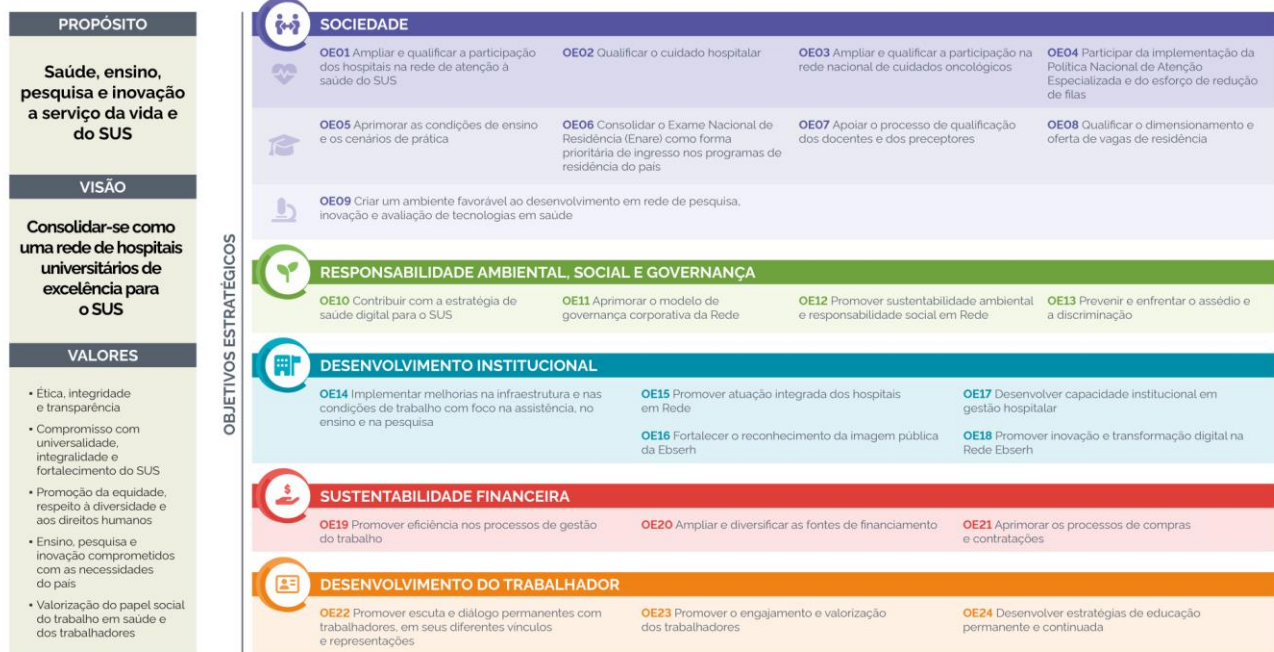 PROPÓSITO
Saúde, ensino,
pesquisa e inovação
a serviço da vida e
do SUS
VISÃO
Consolidar-se como
uma rede de hospitais
universitários de
excelência para
o SUS
VALORES
• Ética, integridade
e transparência
• Compromisso com
universalidade,
integralidade e
fortalecimento do SUS
• Promoção da equidade,
respeito à diversidade e
aos direitos humanos
• Ensino, pesquisa e
inovação comprometidos
com as necessidades
do país
• Valorização do papel social
do trabalho em saúde e
dos trabalhadores
OBJETIVOS ESTRATÉGICOS
SOCIEDADE
OE01 Ampliar e qualificar a participação
dos hospitais na rede de atenção à
saúde do SUS
OE02 Qualificar o cuidado hospitalar
OE03 Ampliar e qualificar a participação na
rede nacional de cuidados oncológicos
OE04 Participar da implementação da
Política Nacional de Atenção
Especializada e do esforço de redução
de filas
OE05 Aprimorar as condições de ensino
e os cenários de prática
OE06 Consolidar o Exame Nacional de
Residência (Enare) como forma
prioritária de ingresso nos programas de
residência do país
OE07 Apoiar o processo de qualificação
dos docentes e dos preceptores
OE08 Qualificar o dimensionamento e
oferta de vagas de residência
OE09 Criar um ambiente favorável ao desenvolvimento em rede de pesquisa,
inovação e avaliação de tecnologias em saúde
RESPONSABILIDADE AMBIENTAL, SOCIAL E GOVERNANÇA
OE10 Contribuir com a estratégia de
saúde digital para o SUS
OE11 Aprimorar o modelo de
governança corporativa da Rede
OE12 Promover sustentabilidade ambiental
e responsabilidade social em Rede
OE13 Prevenir e enfrentar o assédio e
a discriminação
DESENVOLVIMENTO INSTITUCIONAL
OE14 Implementar melhorias na infraestrutura e nas
condições de trabalho com foco na assistência, no
ensino e na pesquisa
OE15 Promover atuação integrada dos hospitais
em Rede
OE16 Fortalecer o reconhecimento da imagem pública
da Ebserh
OE17 Desenvolver capacidade institucional em
gestão hospitalar
OE18 Promover inovação e transformação digital na
Rede Ebserh
$
SUSTENTABILIDADE FINANCEIRA
OE19 Promover eficiência nos processos de gestão
do trabalho
OE20 Ampliar e diversificar as fontes de financiamento
OE21 Aprimorar os processos de compras
e contratações
DESENVOLVIMENTO DO TRABALHADOR
OE22 Promover escuta e diálogo permanentes com
trabalhadores, em seus diferentes vínculos
e representações
OE23 Promover o engajamento e valorização
dos trabalhadores
OE24 Desenvolver estratégias de educação
permanente e continuada